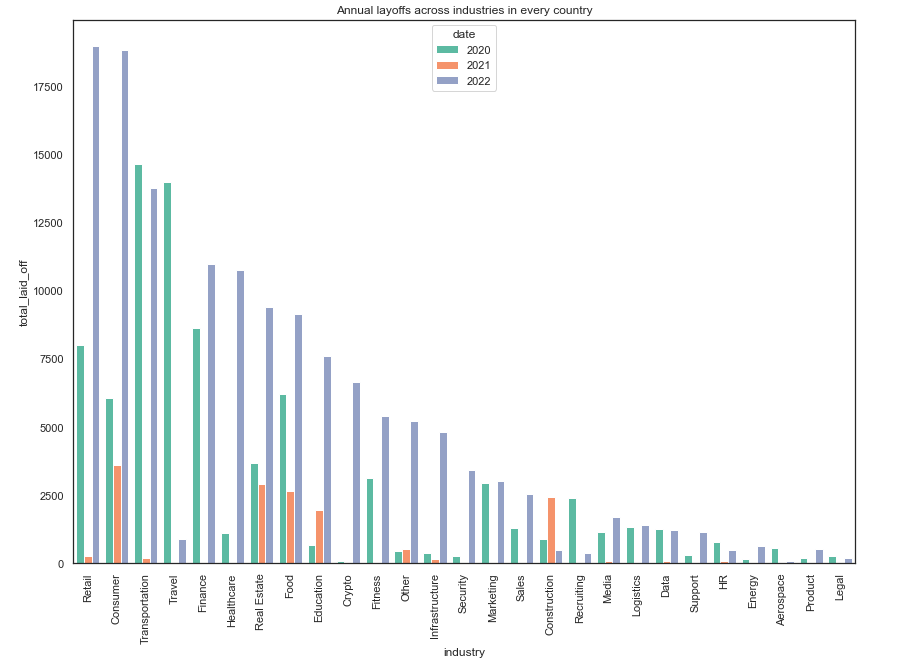 Annual layoffs across industries in every country
date
2020
2021
2022
total_laid_off
17500
15000
12500
10000
7500
5000
2500
0
Retail
Consumer
Transportation
Travel
Finance
Healthcare
Real Estate
Food
Education
Crypto
Fitness
Other
Infrastructure
Security
Marketing
Sales
Construction
Recruiting
Media
Logistics
Data
Support
HR
Energy
Aerospace
Product
Legal
industry